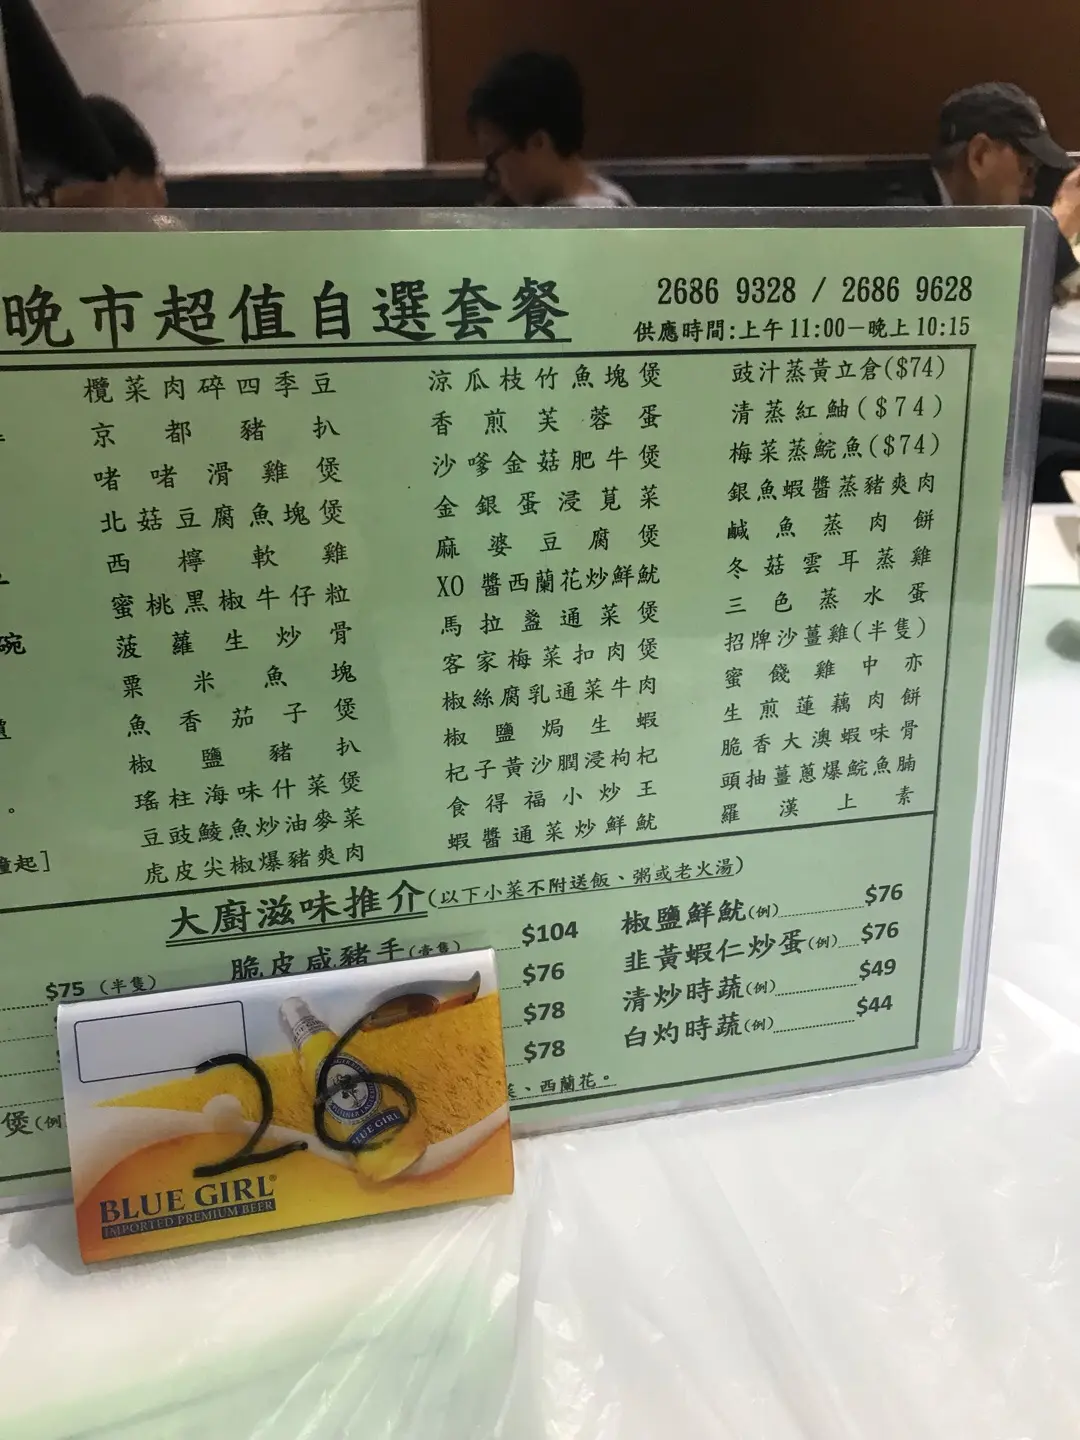 晚市超值自選套餐
2686 9328 / 2686 9628
供應時間:上午11:00－晚上10:15
碗
。
欖菜肉碎四季豆
京都豬扒
啫啫滑雞煲
北菇豆腐魚塊煲
西檸軟雞
蜜桃黑椒牛仔粒
菠蘿生炒骨
粟米魚塊
魚香茄子煲
椒鹽豬扒
瑤柱海味什菜煲
豆豉鯪魚炒油麥菜
虎皮尖椒爆豬爽肉
涼瓜枝竹魚塊煲
香煎芙蓉蛋
沙嗲金菇肥牛煲
金銀蛋浸莧菜
麻婆豆腐煲
XO 醬西蘭花炒鮮魷
馬拉盞通菜煲
客家梅菜扣肉煲
椒絲腐乳通菜牛肉
椒鹽焗生蝦
杞子黃沙膶浸枸杞
食得福小炒王
蝦醬通菜炒鮮魷
豉汁蒸黃立倉($74)
清蒸紅鮋($74)
梅菜蒸鯇魚($74)
銀魚蝦醬蒸豬爽肉
鹹魚蒸肉餅
冬菇雲耳蒸雞
三色蒸水蛋
招牌沙薑雞(半隻)
蜜餞雞中亦
生煎蓮藕肉餅
脆香大澳蝦味骨
頭抽薑蔥爆鯇魚腩
羅漢上素
起]
大廚滋味推介(以下小菜不附送飯、粥或老火湯)
$75 (半隻)
脆皮咸豬手(壹隻) $104
$76
$78
$78
椒鹽鮮魷(例) $76
韭黃蝦仁炒蛋(例) $76
清炒時蔬(例) $49
白灼時蔬(例) $44
煲(例
菜、西蘭花。
26
BLUE GIRL
BLUE GIRL
BLUE GIRL®
IMPORTED PREMIUM BEER